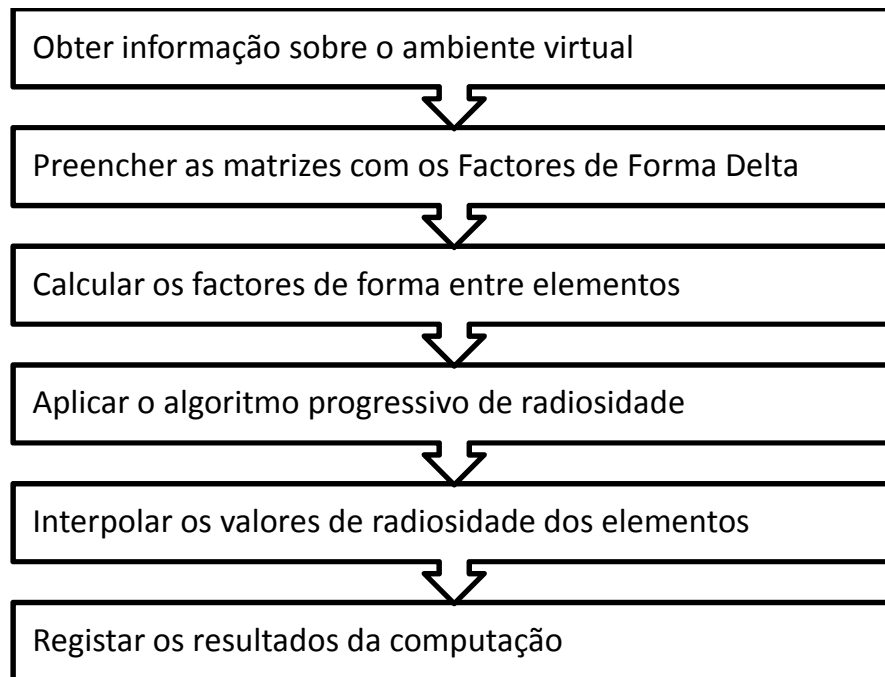 Obter informação sobre o ambiente virtual
Preencher as matrizes com os Factores de Forma Delta
Calcular os factores de forma entre elementos
Aplicar o algoritmo progressivo de radiosidade
Interpolar os valores de radiosidade dos elementos
Registar os resultados da computação